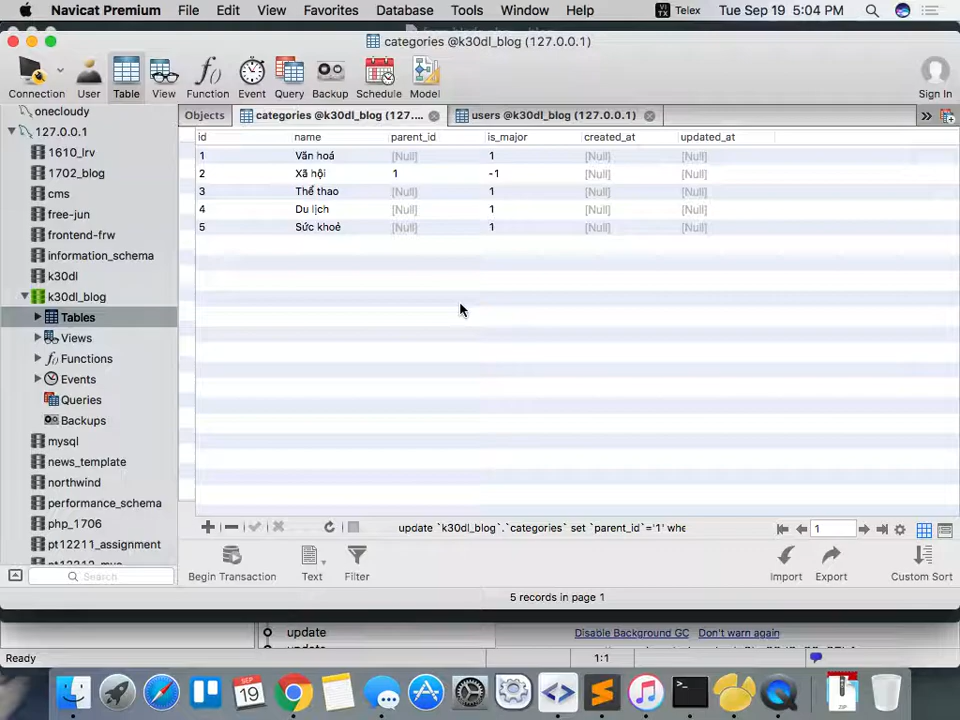 Navicat Premium File Edit View Favorites Database Tools Window Help VI TX Telex Tue Sep 19 5:04 PM
categories @k30dl_blog (127.0.0.1)
Connection User Table View Function Event Query Backup Schedule Model Sign In
onecloudy
127.0.0.1
1610_lrv
1702_blog
cms
free-jun
frontend-frw
information_schema
k30dl
k30dl_blog
Tables
Views
Functions
Events
Queries
Backups
mysql
news_template
northwind
performance_schema
php_1706
pt12211_assignment
Search
Objects categories @k30dl_blog (127.... users @k30dl_blog (127.0.0.1) »
id name parent_id is_major created_at updated_at
1 Văn hoá [Null] 1 [Null] [Null]
2 Xã hội 1 -1 [Null] [Null]
3 Thể thao [Null] 1 [Null] [Null]
4 Du lịch [Null] 1 [Null] [Null]
5 Sức khoẻ [Null] 1 [Null] [Null]
update `k30dl_blog`.`categories` set `parent_id`='1' whe 1
Begin Transaction Text Filter Import Export Custom Sort
5 records in page 1
update Disable Background GC Don't warn again
Ready 1:1
SEP
19
ZIP